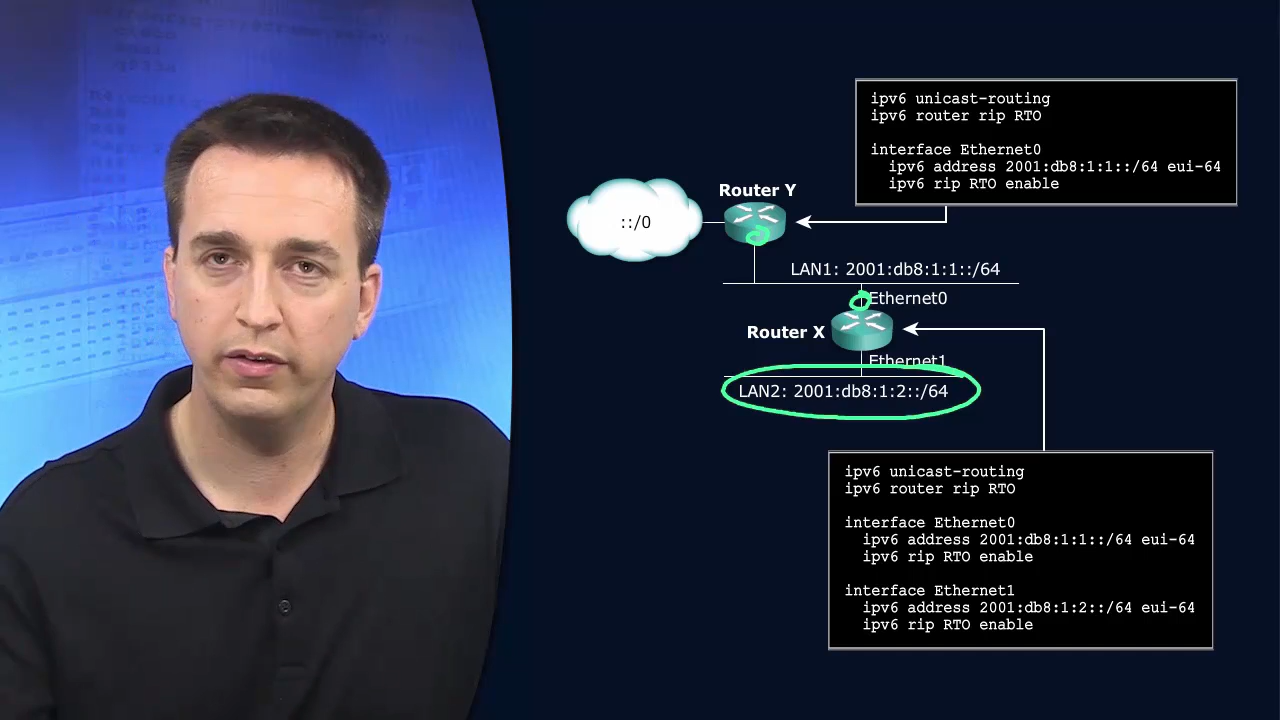 ipv6 unicast-routing
ipv6 router rip RTO
interface Ethernet0
ipv6 address 2001:db8:1:1::/64 eui-64
ipv6 rip RTO enable
Router Y
::/0
LAN1: 2001:db8:1:1::/64
Ethernet0
Router X
Ethernet1
LAN2: 2001:db8:1:2::/64
ipv6 unicast-routing
ipv6 router rip RTO
interface Ethernet0
ipv6 address 2001:db8:1:1::/64 eui-64
ipv6 rip RTO enable
interface Ethernet1
ipv6 address 2001:db8:1:2::/64 eui-64
ipv6 rip RTO enable